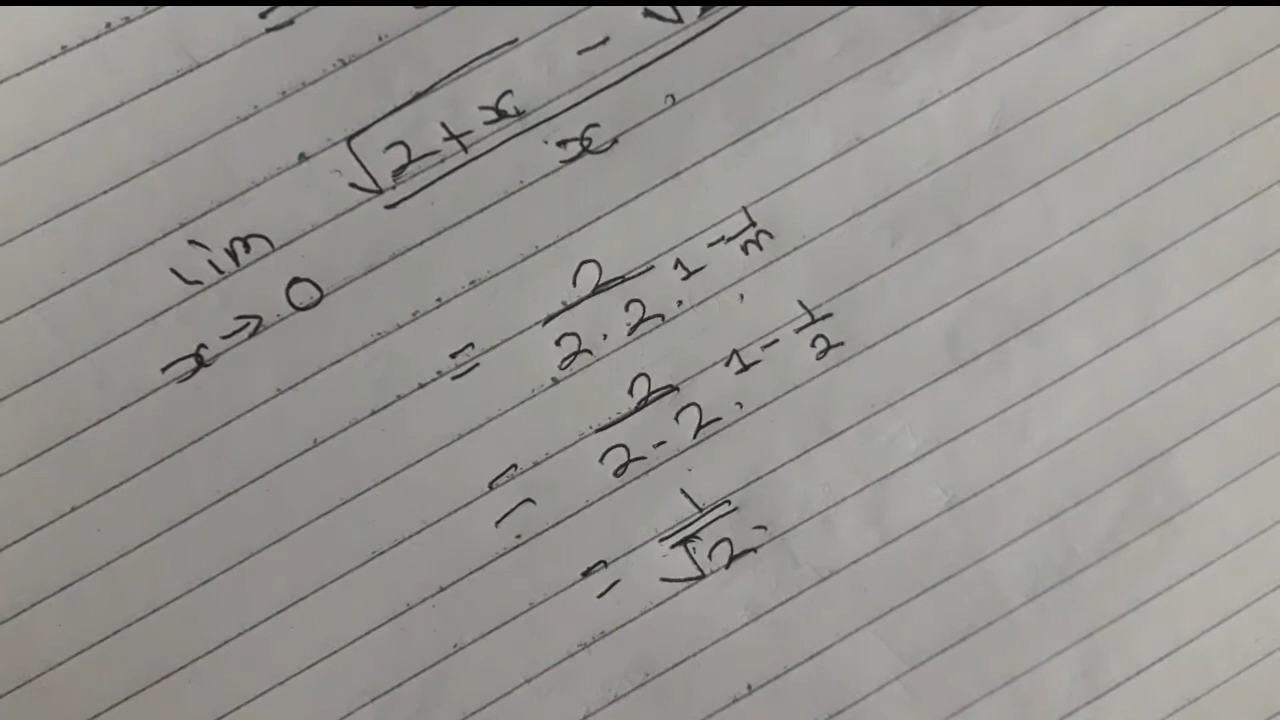 =
√2+x - √
x
lim
x→0
= 2
2.2.1-1/m
= 2
2-2.1-1/2
= 1
√2.